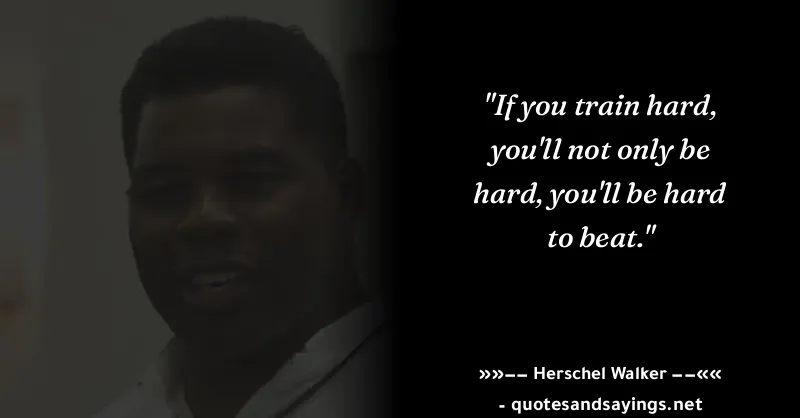 "If you train hard,
you'll not only be
hard, you'll be hard
to beat."
»»—— Herschel Walker ——««
- quotesandsayings.net